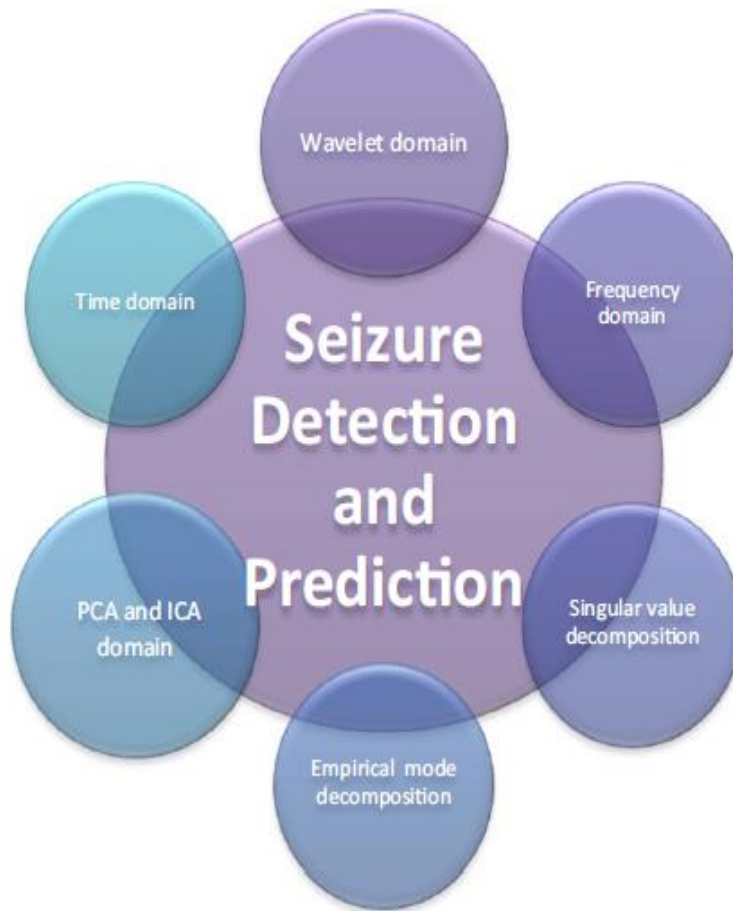 Wavelet domain
Time domain
Frequency
domain
Seizure
Detection
and
Prediction
PCA and ICA
domain
Singular value
decomposition
Empirical mode
decomposition